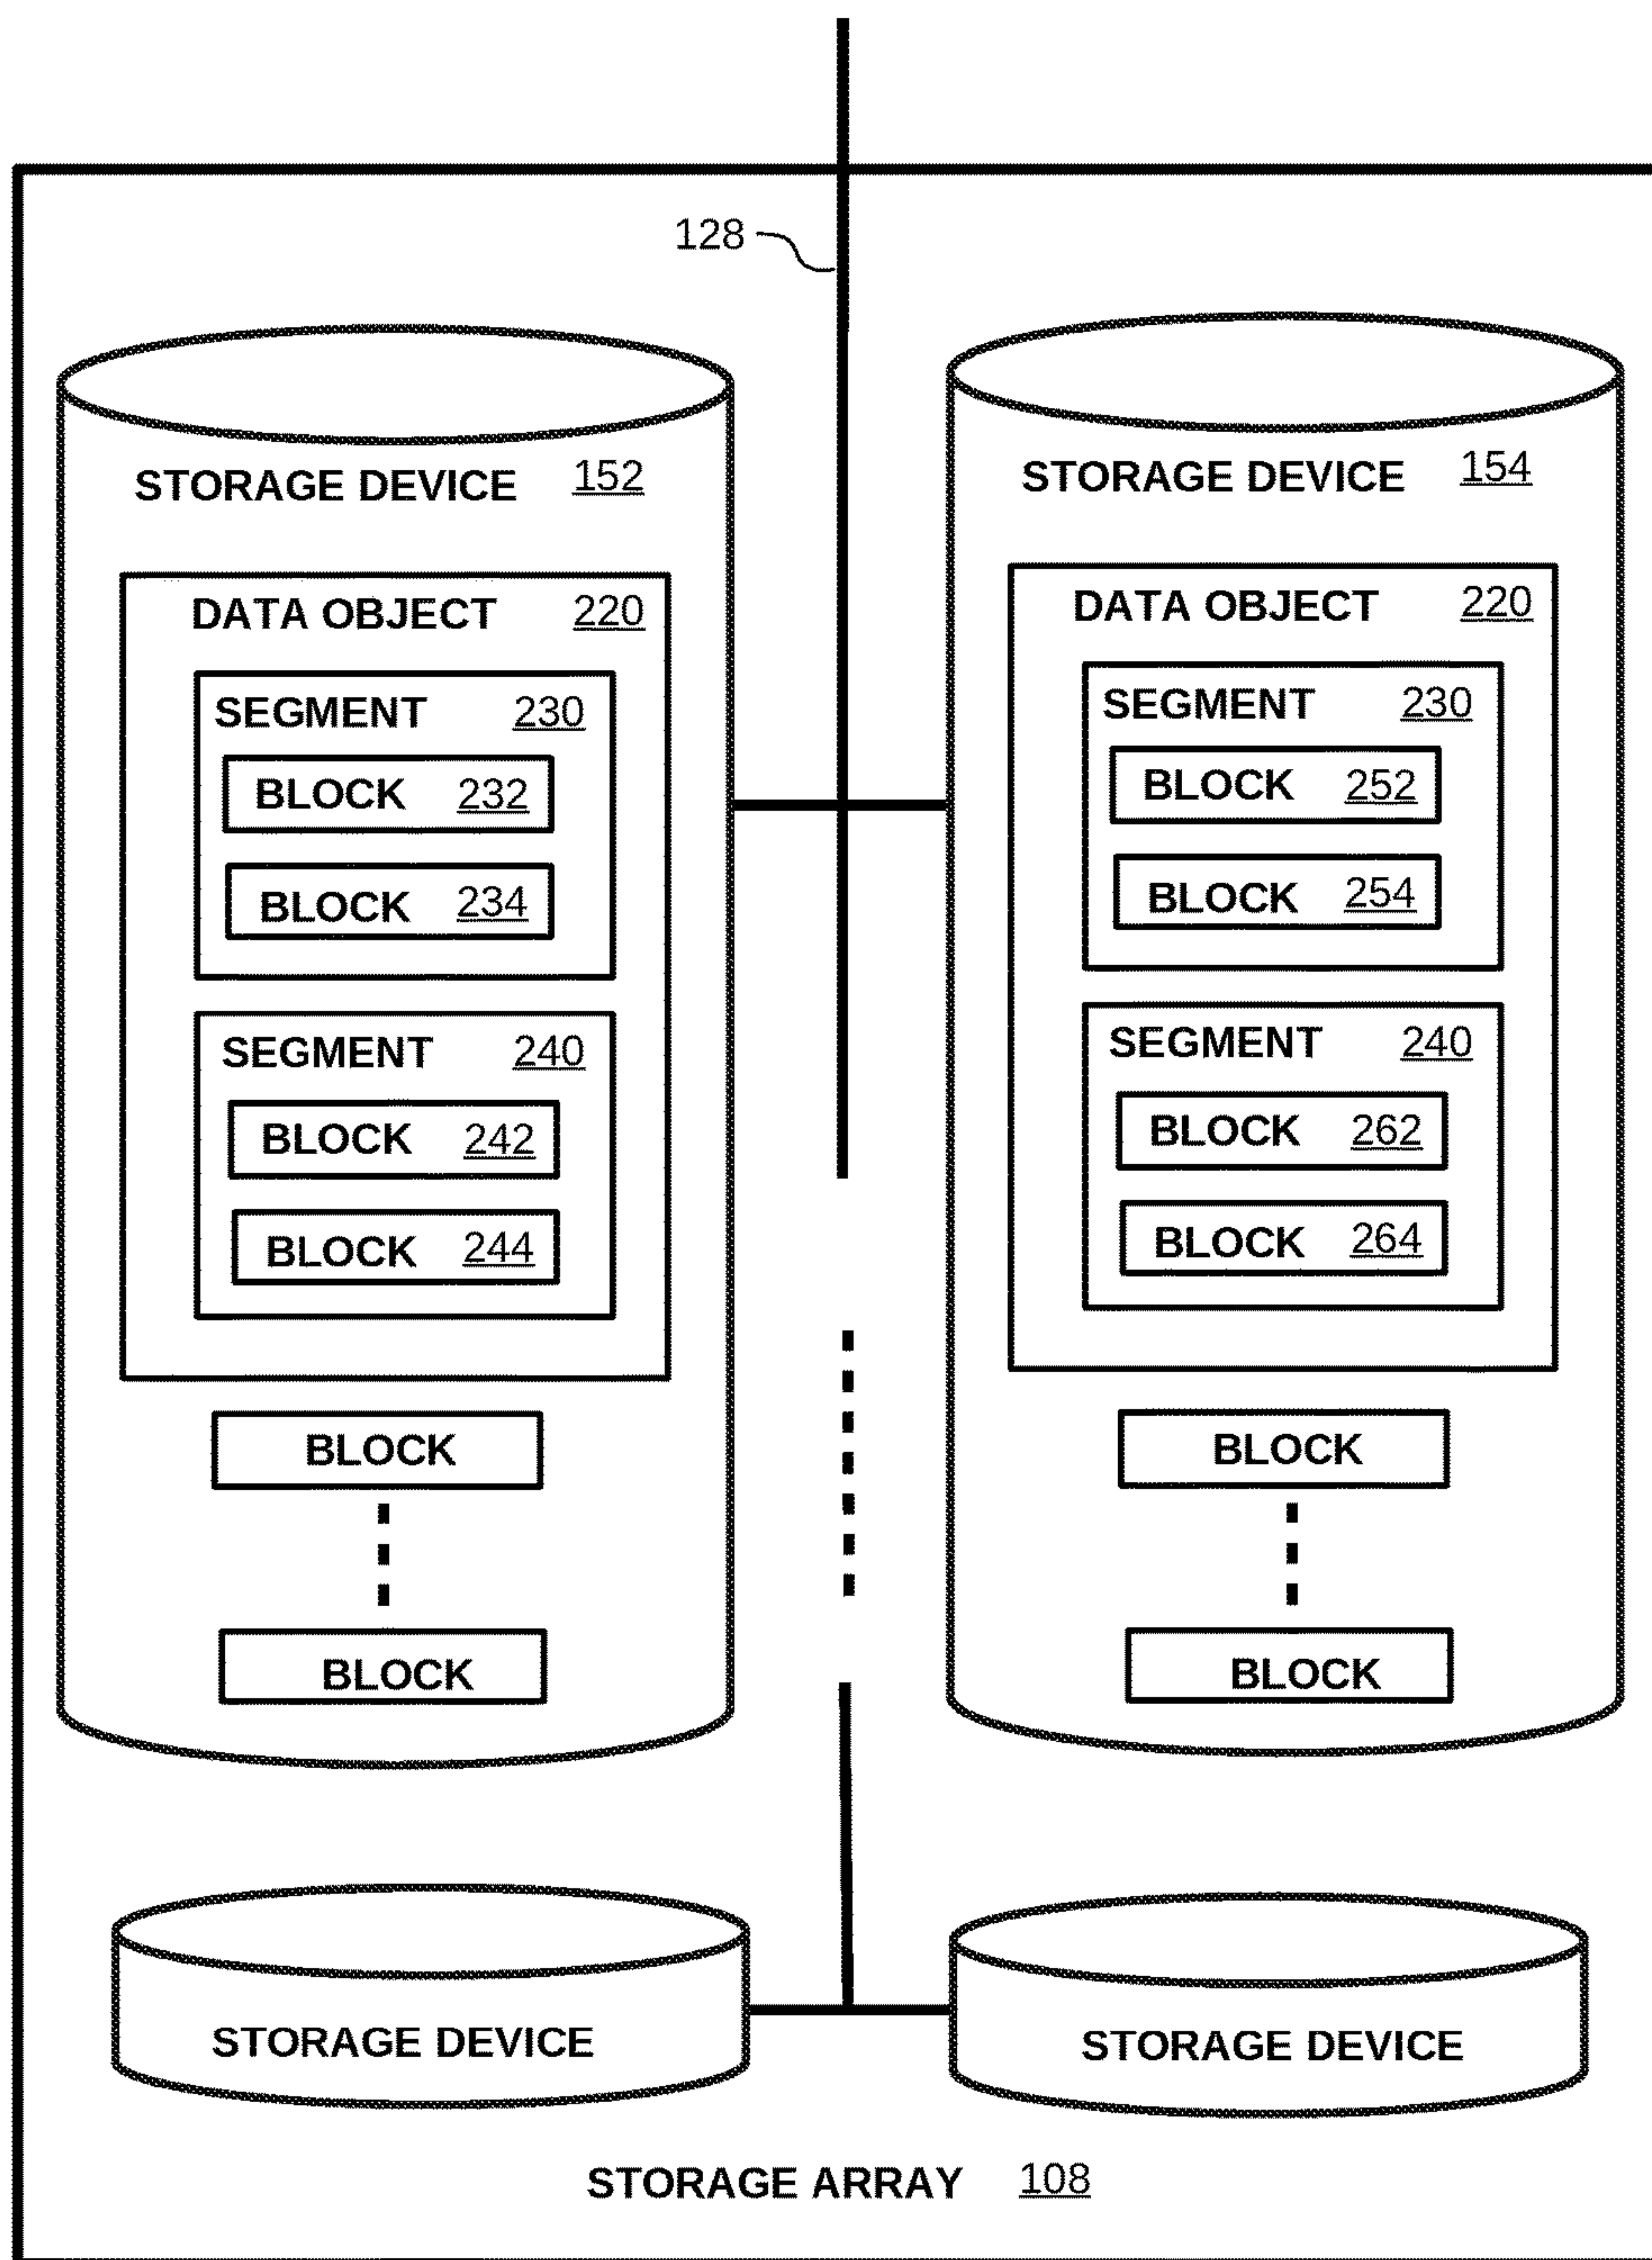 128
STORAGE DEVICE 152
DATA OBJECT 220
SEGMENT 230
BLOCK 232
BLOCK 234
SEGMENT 240
BLOCK 242
BLOCK 244
BLOCK
BLOCK
STORAGE DEVICE 154
DATA OBJECT 220
SEGMENT 230
BLOCK 252
BLOCK 254
SEGMENT 240
BLOCK 262
BLOCK 264
BLOCK
BLOCK
STORAGE DEVICE
STORAGE DEVICE
STORAGE ARRAY 108